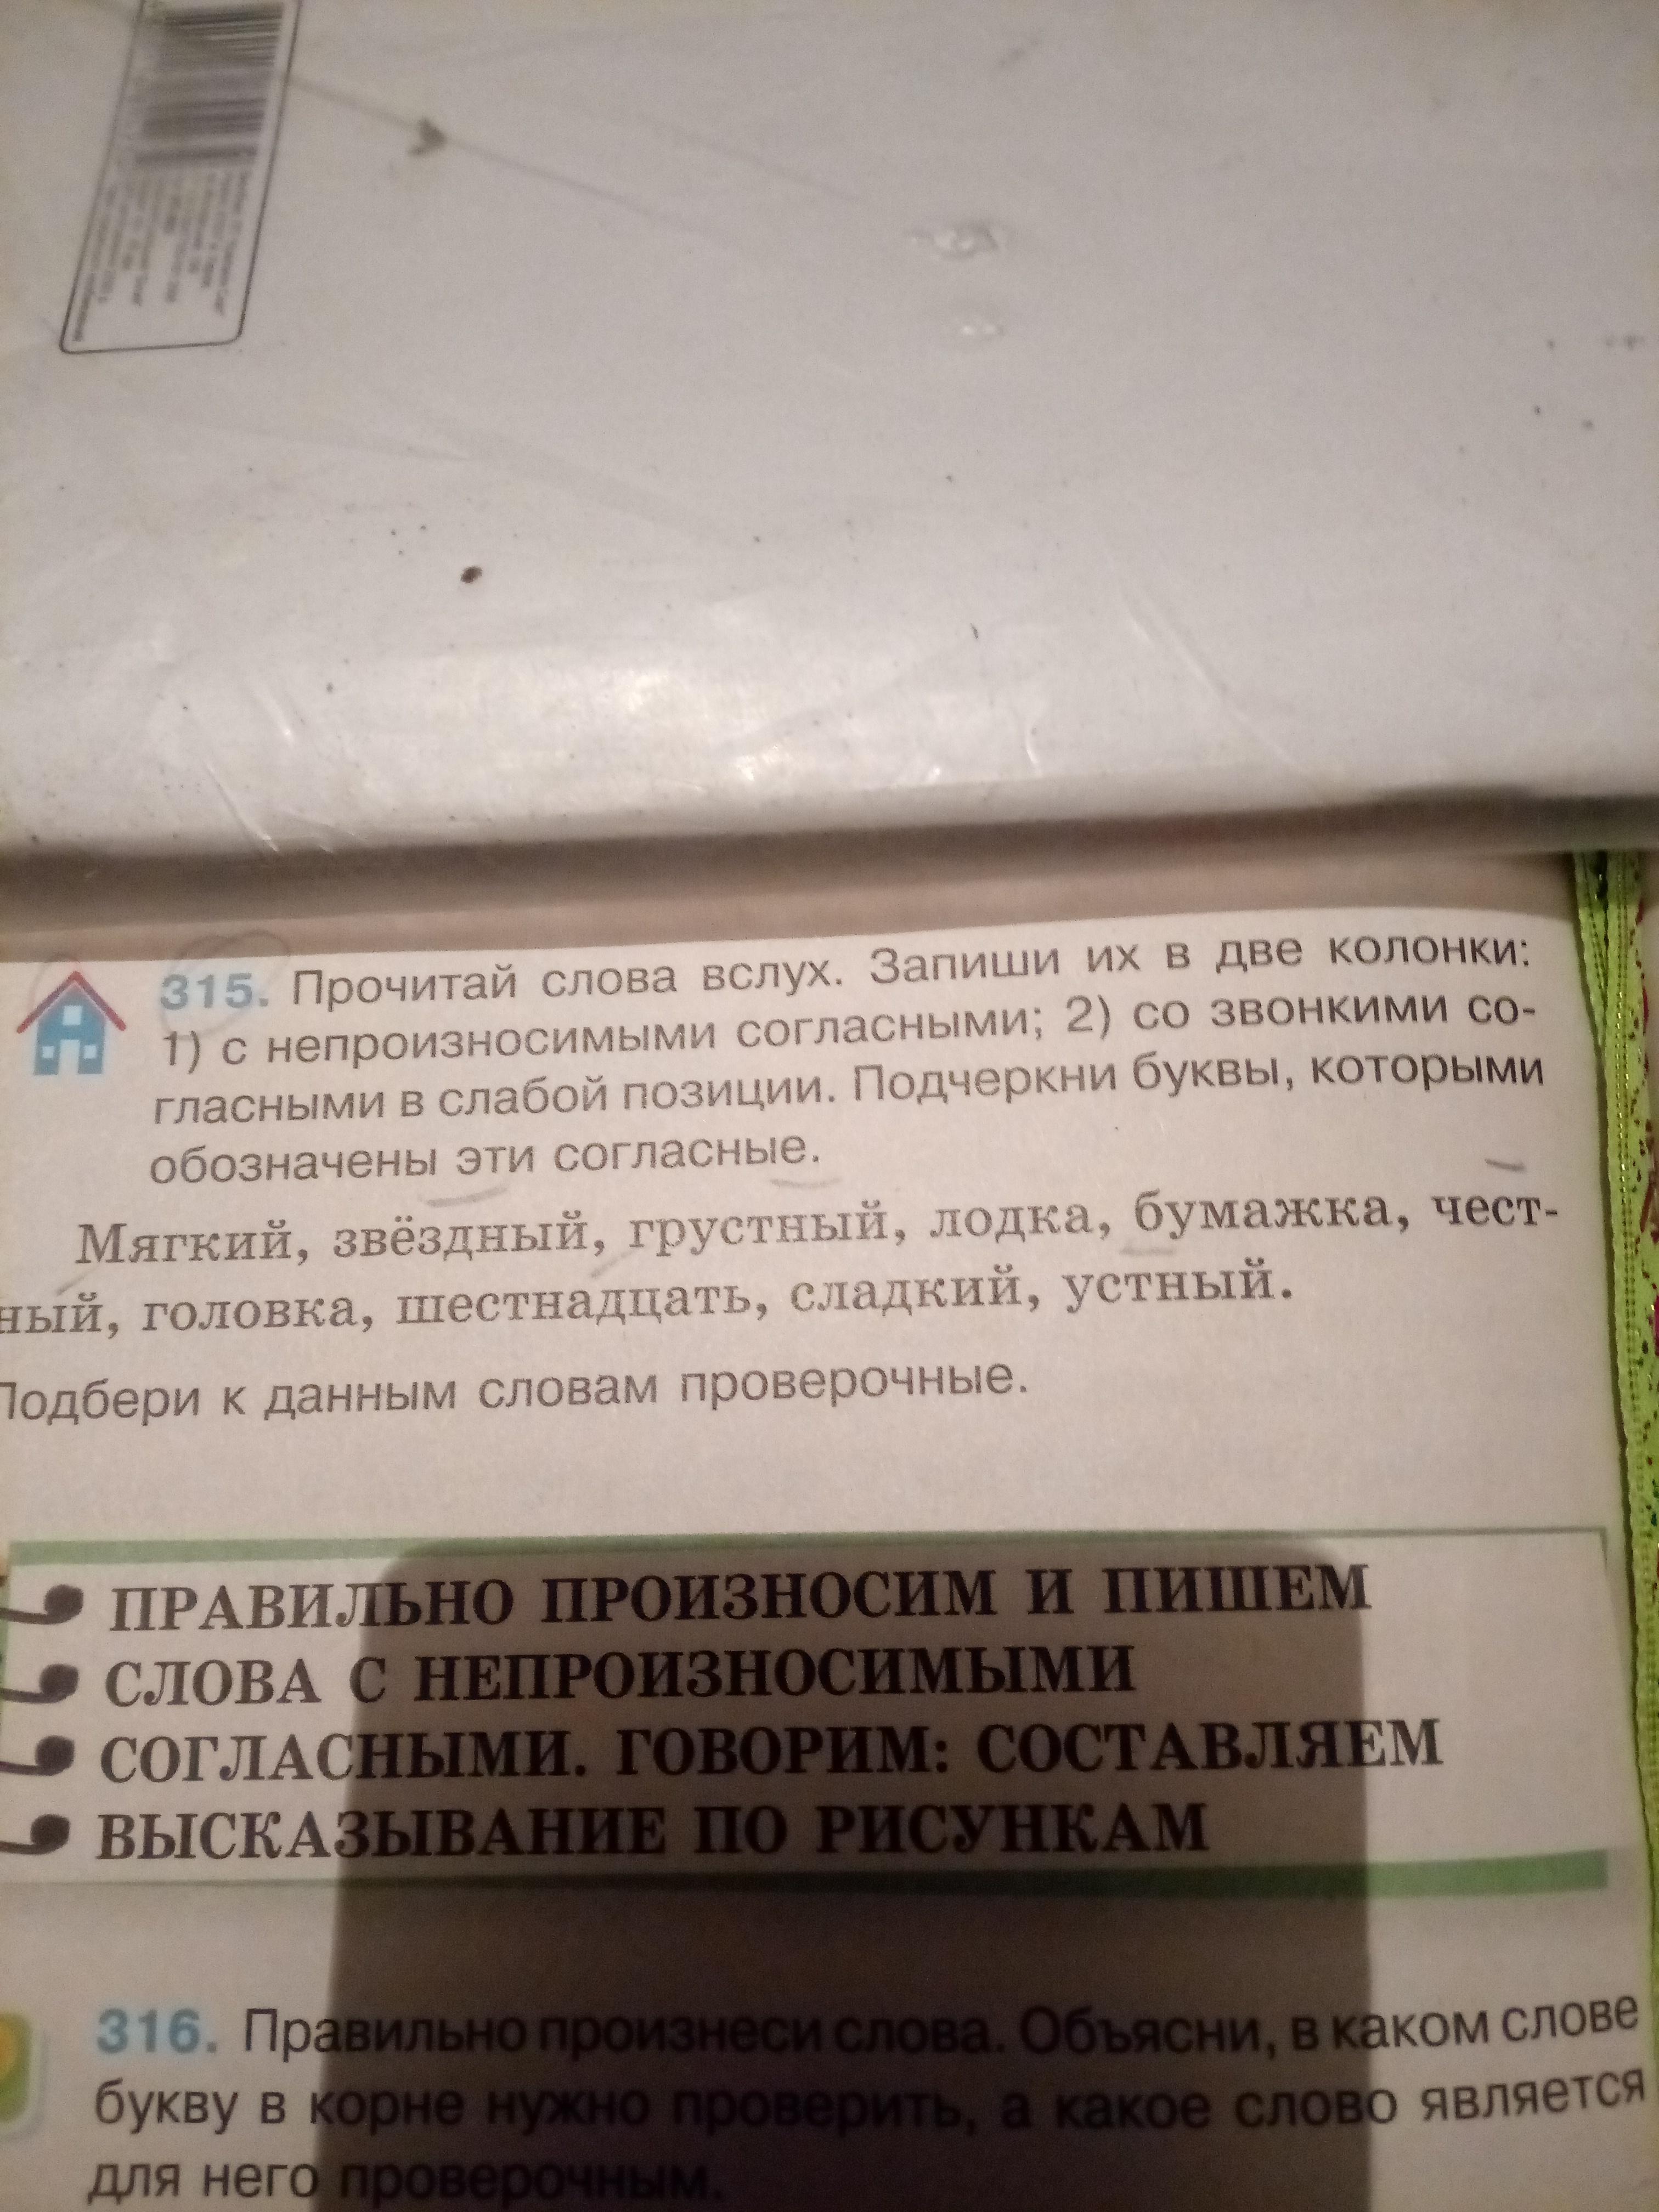 315. Прочитай слова вслух. Запиши их в две колонки:
1) с непроизносимыми согласными; 2) со звонкими со-
гласными в слабой позиции. Подчеркни буквы, которыми
обозначены эти согласные.
Мягкий, звёздный, грустный, лодка, бумажка, чест-
ный, головка, шестнадцать, сладкий, устный.
Подбери к данным словам проверочные.
ПРАВИЛЬНО ПРОИЗНОСИМ И ПИШЕМ
СЛОВА С НЕПРОИЗНОСИМЫМИ
СОГЛАСНЫМИ. ГОВОРИМ: СОСТАВЛЯЕМ
ВЫСКАЗЫВАНИЕ ПО РИСУНКАМ
316. Правильно произнеси слова. Объясни, в каком слове
букву в корне нужно проверить, а какое слово является
для него проверочным.